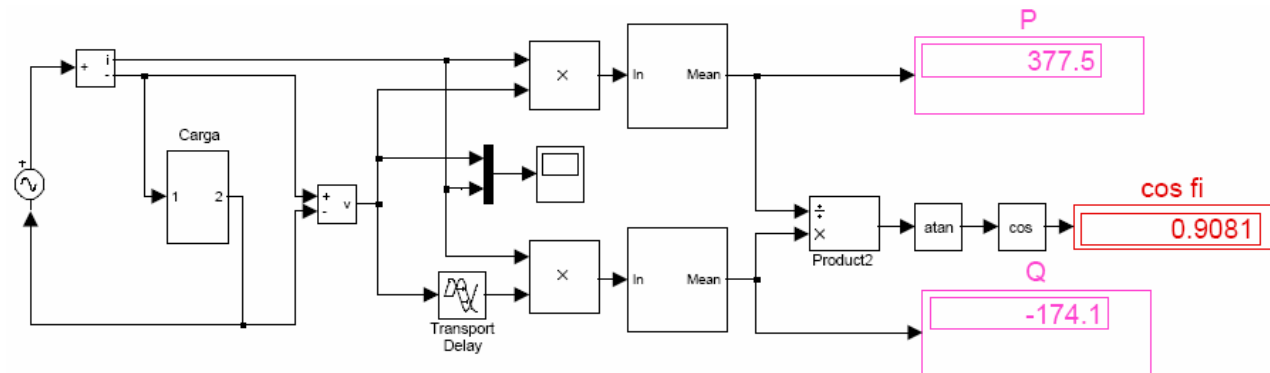 P
377.5
+
i
-
×
In
Mean
Carga
+
1
2
+
-
v
÷
×
Product2
atan
cos
cos fi
0.9081
×
In
Mean
Transport
Delay
Q
-174.1